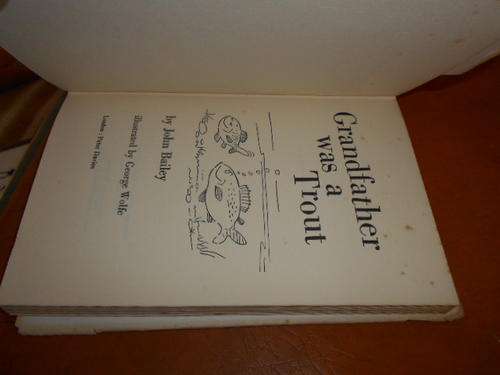 Grandfather
was a
Trout
by John Bailey
illustrated by George Wolfe
London : Peter Davies